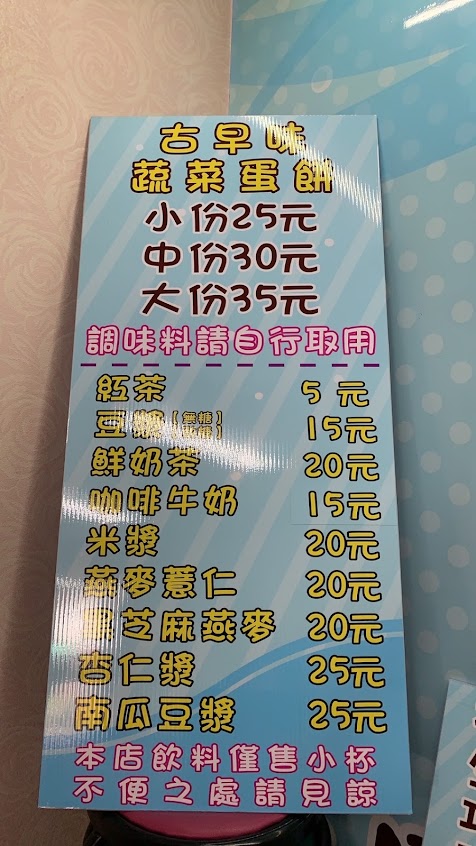 古早味
蔬菜蛋餅
小份25元
中份30元
大份35元
調味料請自行取用
紅茶 5元
豆漿【無糖】 15元
鮮奶茶 20元
咖啡牛奶 15元
米漿 20元
燕麥薏仁 20元
黑芝麻燕麥 20元
杏仁漿 25元
南瓜豆漿 25元
本店飲料僅售小杯
不便之處請見諒